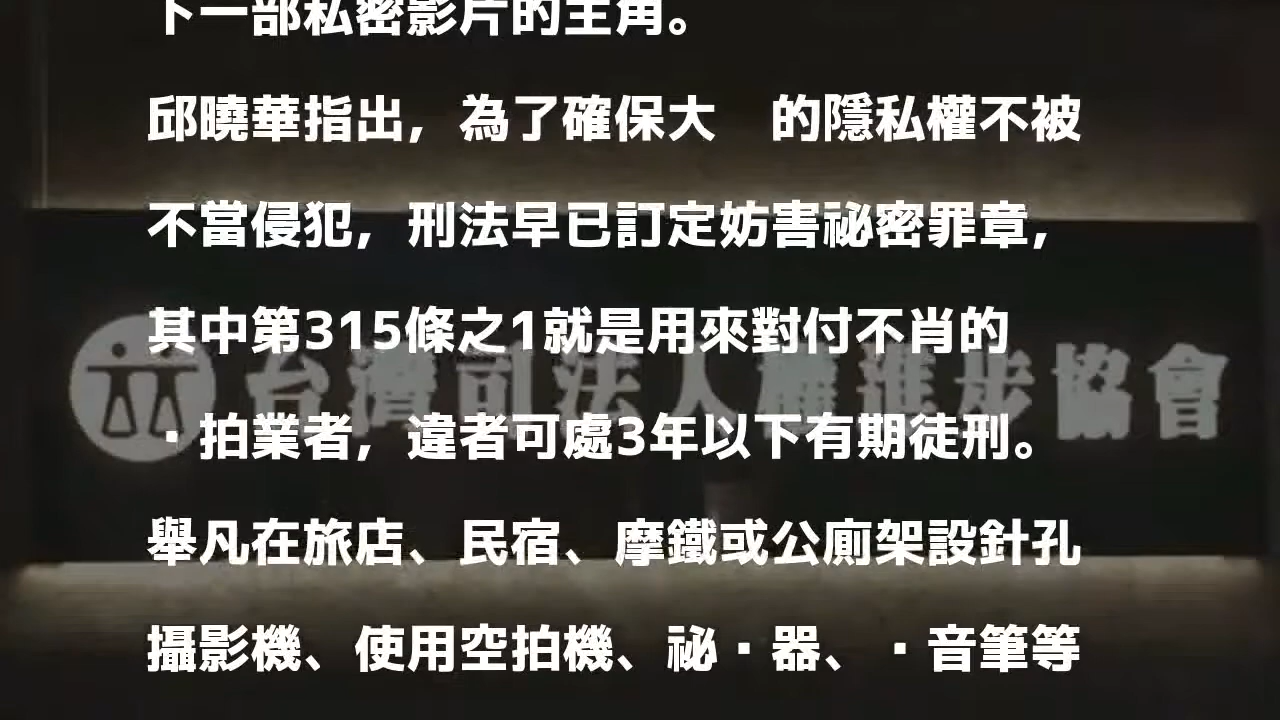 下一部私密影片的主角。
邱曉華指出，為了確保大　的隱私權不被
不當侵犯，刑法早已訂定妨害祕密罪章，
其中第315條之1就是用來對付不肖的
台灣司法人權進步協會
·拍業者，違者可處3年以下有期徒刑。
舉凡在旅店、民宿、摩鐵或公廁架設針孔
攝影機、使用空拍機、祕·器、·音筆等